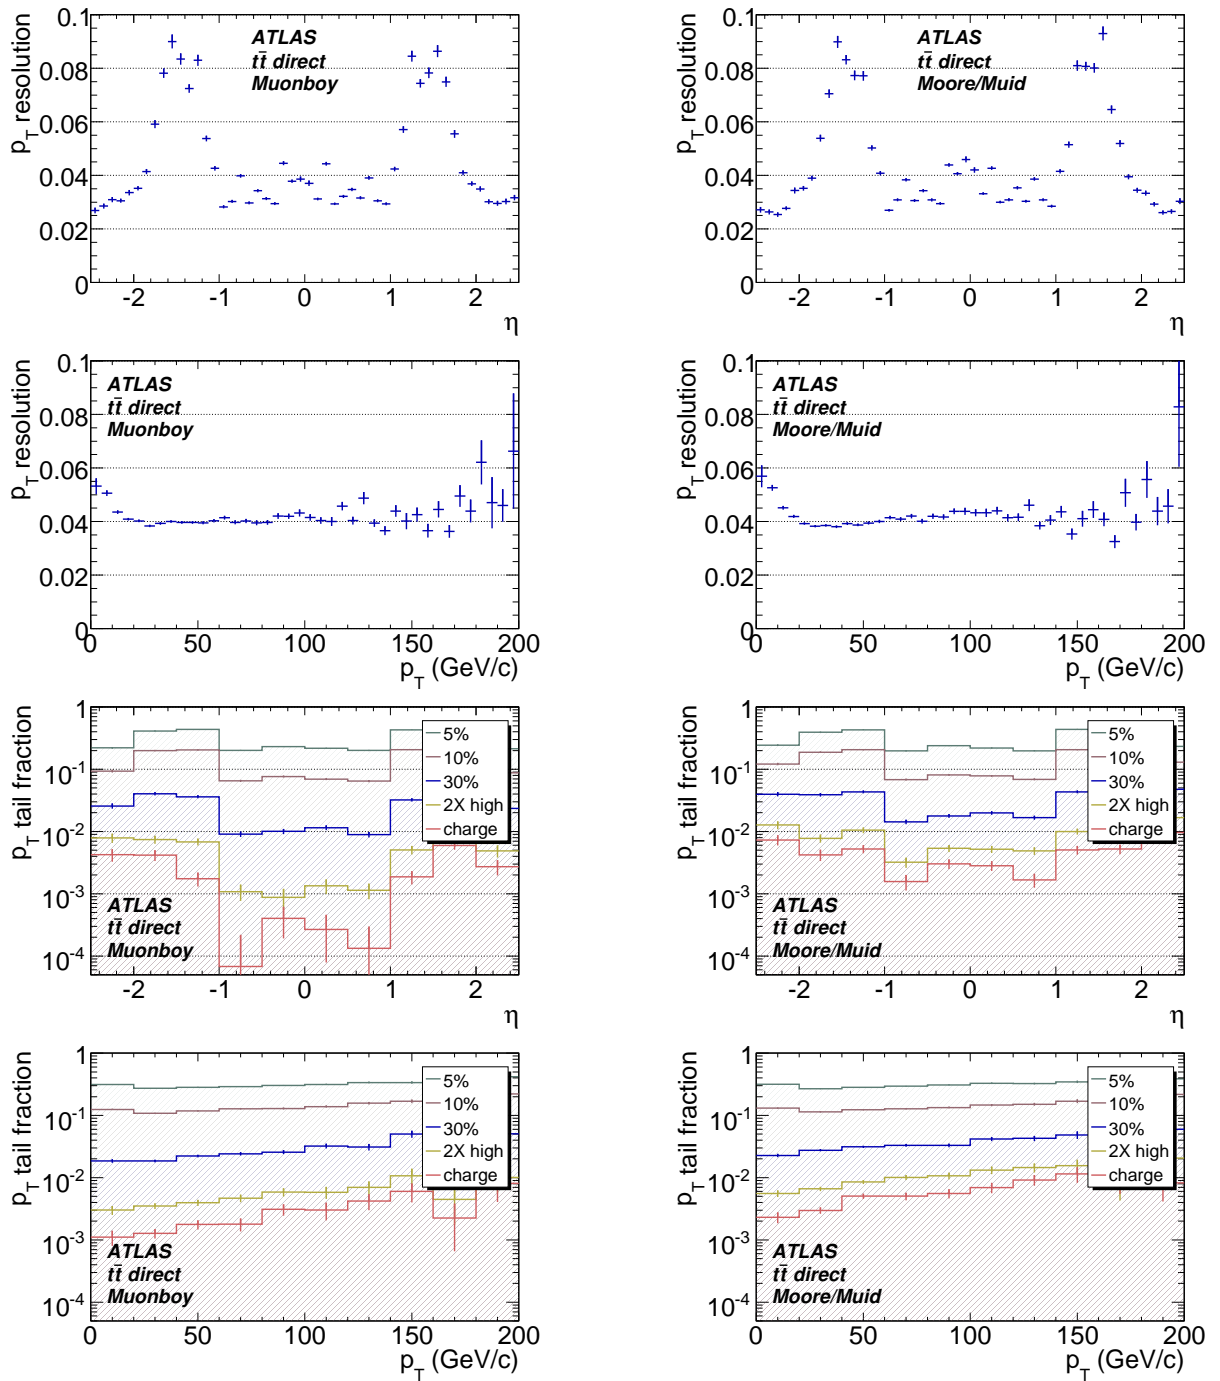 0.1
0.08
0.06
0.04
0.02
0
-2
-1
0
1
2
p_T resolution
η
ATLAS
tt̄ direct
Muonboy
0.1
0.08
0.06
0.04
0.02
0
-2
-1
0
1
2
p_T resolution
η
ATLAS
tt̄ direct
Moore/Muid
0.1
0.08
0.06
0.04
0.02
0
0
50
100
150
200
p_T resolution
p_T (GeV/c)
ATLAS
tt̄ direct
Muonboy
0.1
0.08
0.06
0.04
0.02
0
0
50
100
150
200
p_T resolution
p_T (GeV/c)
ATLAS
tt̄ direct
Moore/Muid
1
10^-1
10^-2
10^-3
10^-4
-2
-1
0
1
2
p_T tail fraction
η
5%
10%
30%
2X high
charge
ATLAS
tt̄ direct
Muonboy
1
10^-1
10^-2
10^-3
10^-4
-2
-1
0
1
2
p_T tail fraction
η
5%
10%
30%
2X high
charge
ATLAS
tt̄ direct
Moore/Muid
1
10^-1
10^-2
10^-3
10^-4
0
50
100
150
200
p_T tail fraction
p_T (GeV/c)
5%
10%
30%
2X high
charge
ATLAS
tt̄ direct
Muonboy
1
10^-1
10^-2
10^-3
10^-4
0
50
100
150
200
p_T tail fraction
p_T (GeV/c)
5%
10%
30%
2X high
charge
ATLAS
tt̄ direct
Moore/Muid